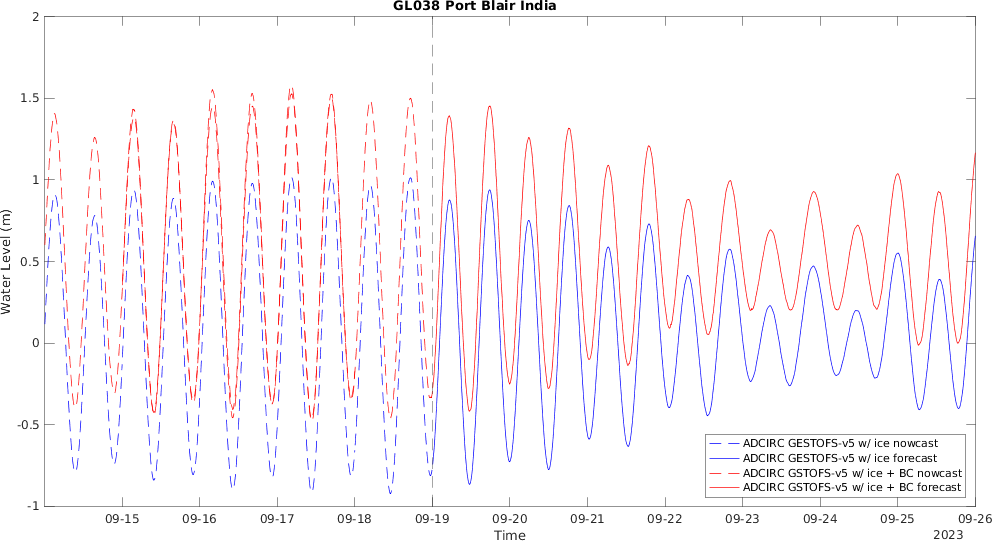 GL038 Port Blair India
2
1.5
1
0.5
0
-0.5
-1
Water Level (m)
ADCIRC GESTOFS-v5 w/ ice nowcast
ADCIRC GESTOFS-v5 w/ ice forecast
ADCIRC GSTOFS-v5 w/ ice + BC nowcast
ADCIRC GSTOFS-v5 w/ ice + BC forecast
09-15 09-16 09-17 09-18 09-19 09-20 09-21 09-22 09-23 09-24 09-25 09-26
Time
2023